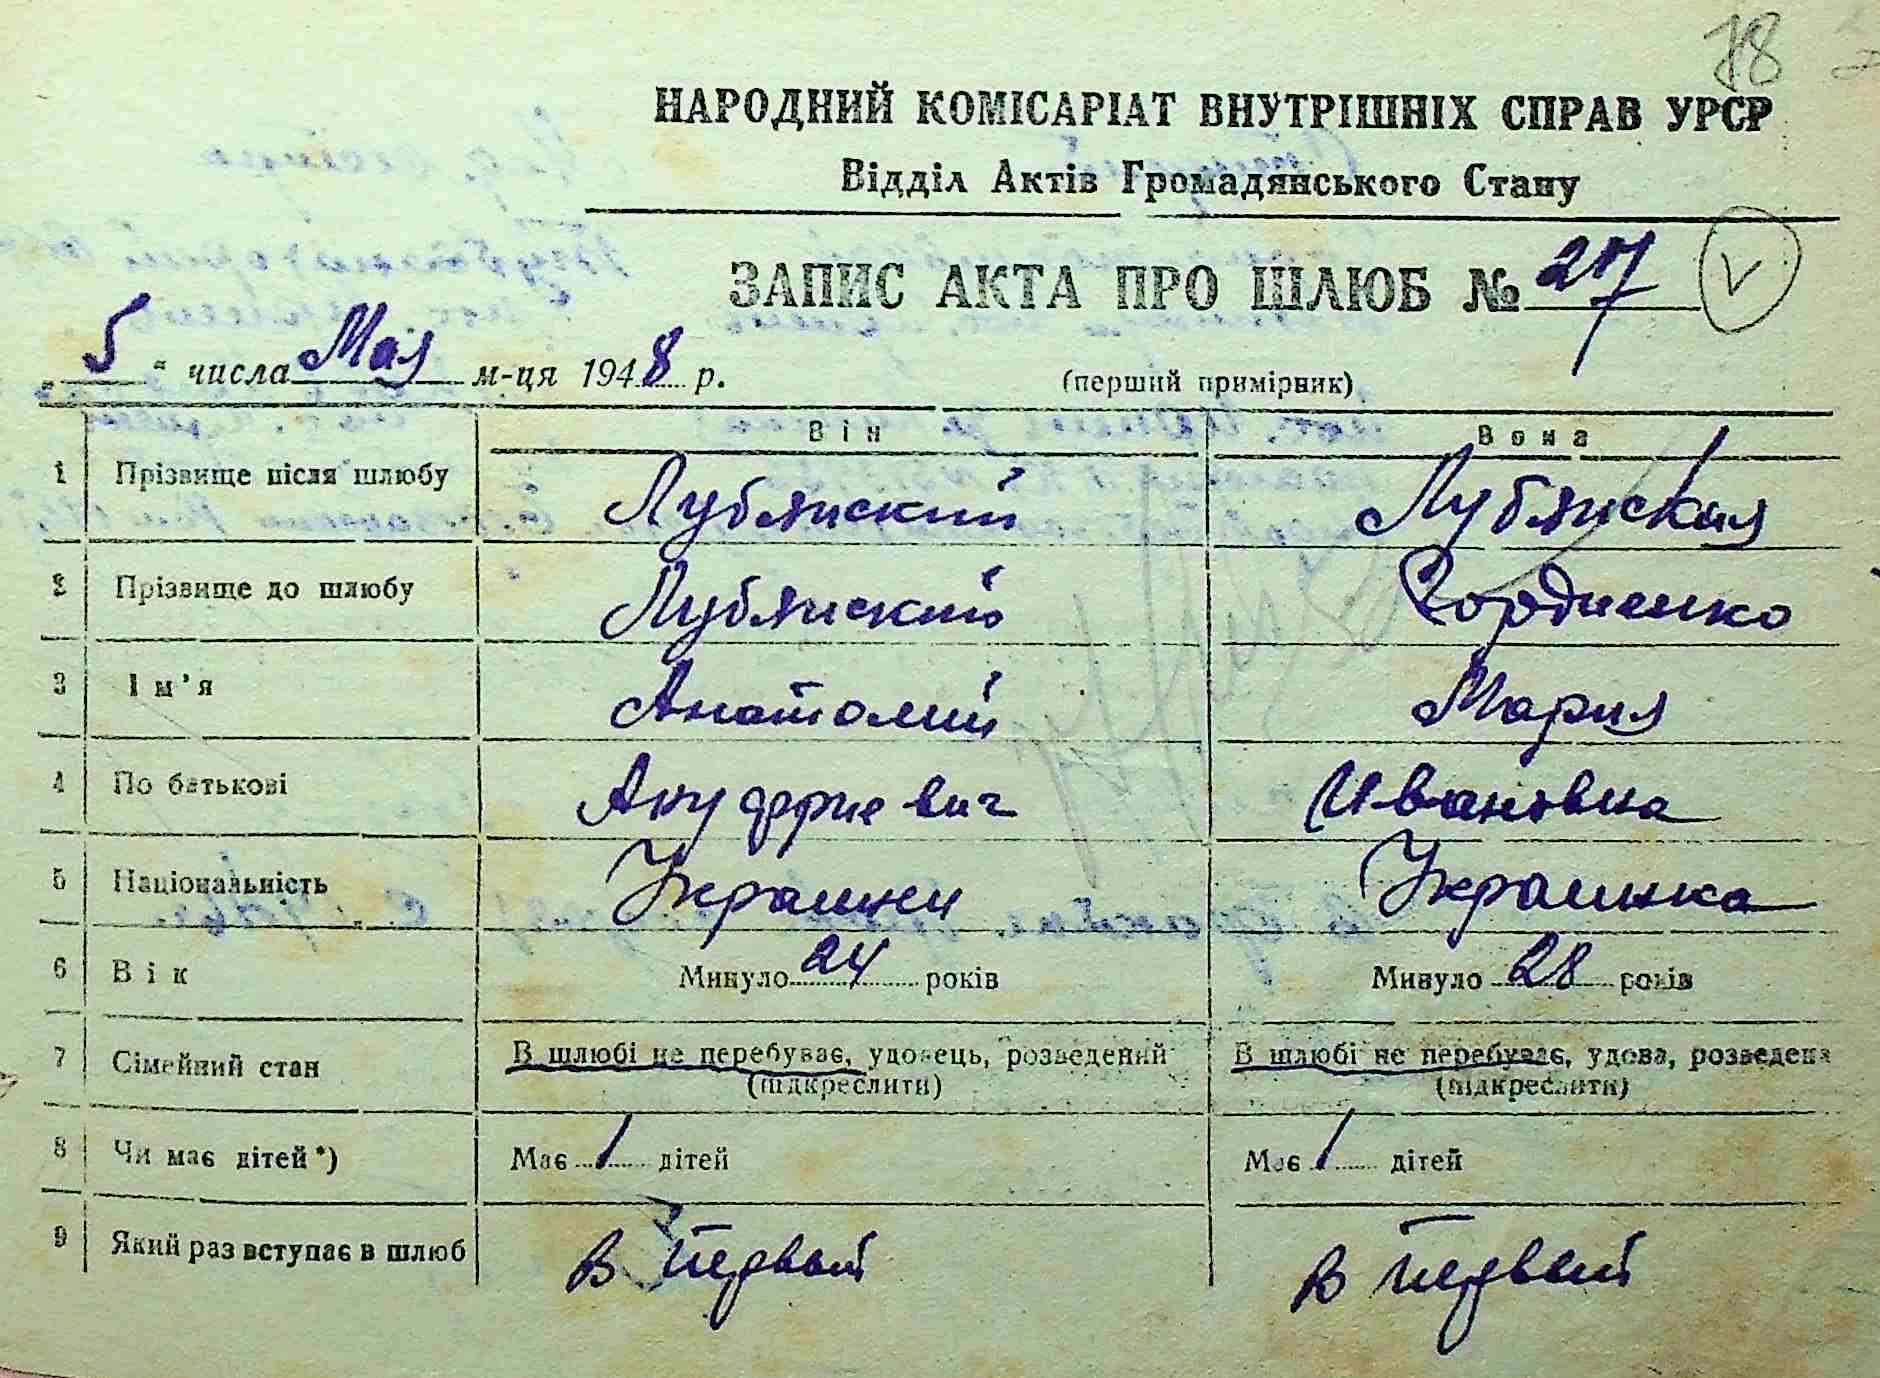 18
НАРОДНИЙ КОМІСАРІАТ ВНУТРІШНІХ СПРАВ УРСР
Відділ Актів Громадянського Стану
ЗАПИС АКТА ПРО ШЛЮБ № 27
V
„ 5 “ числа Мая м-ця 1948 р. (перший примірник)
Він Вона
1 Прізвище після шлюбу Лубянский Лубянская
2 Прізвище до шлюбу Лубянский Гордиенко
3 Ім'я Анатолий Мария
4 По батькові Ануфриевич Ивановна
5 Національність Украинец Украинка
6 Вік Минуло 24 років Минуло 28 років
7 Сімейний стан В шлюбі не перебуває, удовець, розведений В шлюбі не перебуває, удова, розведена
(підкреслити) (підкреслити)
8 Чи має дітей*) Має 1 дітей Має 1 дітей
9 Який раз вступає в шлюб в первый в первый